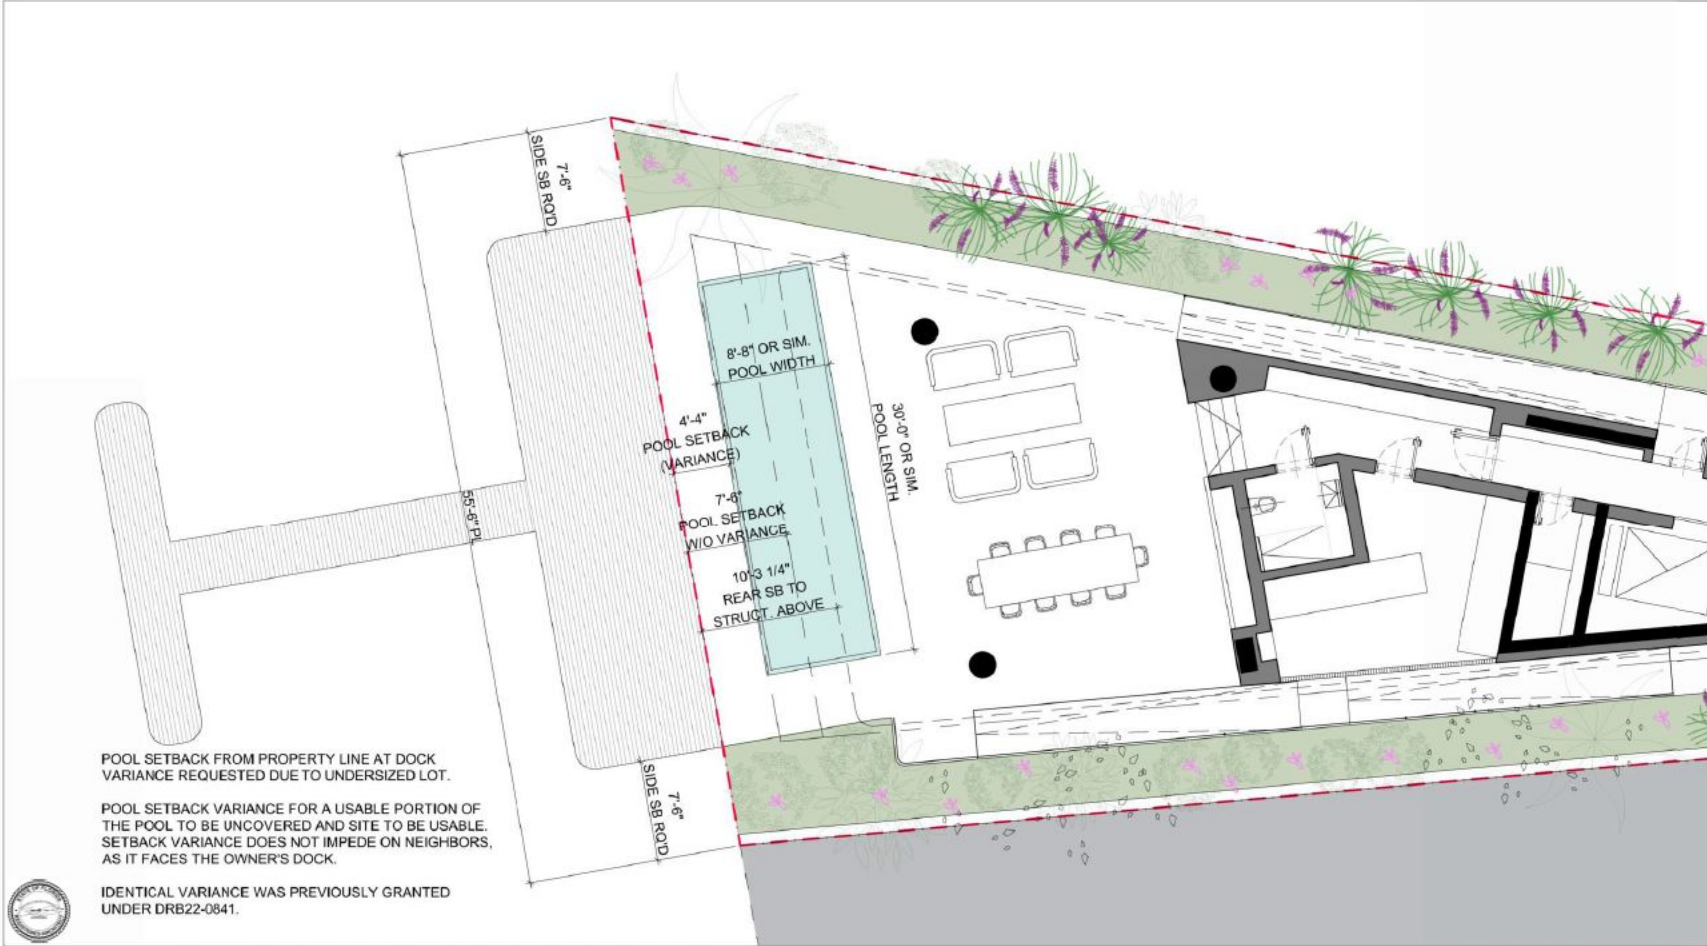 7'-6"
SIDE SB RQ'D
8'-8" OR SIM.
POOL WIDTH
30'-0" OR SIM.
POOL LENGTH
4'-4"
POOL SETBACK
(VARIANCE)
7'-6"
POOL SETBACK
W/O VARIANCE
55'-6" PL
10'-3 1/4"
REAR SB TO
STRUCT. ABOVE
7'-6"
SIDE SB RQ'D
POOL SETBACK FROM PROPERTY LINE AT DOCK
VARIANCE REQUESTED DUE TO UNDERSIZED LOT.
POOL SETBACK VARIANCE FOR A USABLE PORTION OF
THE POOL TO BE UNCOVERED AND SITE TO BE USABLE.
SETBACK VARIANCE DOES NOT IMPEDE ON NEIGHBORS,
AS IT FACES THE OWNER'S DOCK.
IDENTICAL VARIANCE WAS PREVIOUSLY GRANTED
UNDER DRB22-0841.
STATE OF FLORIDA